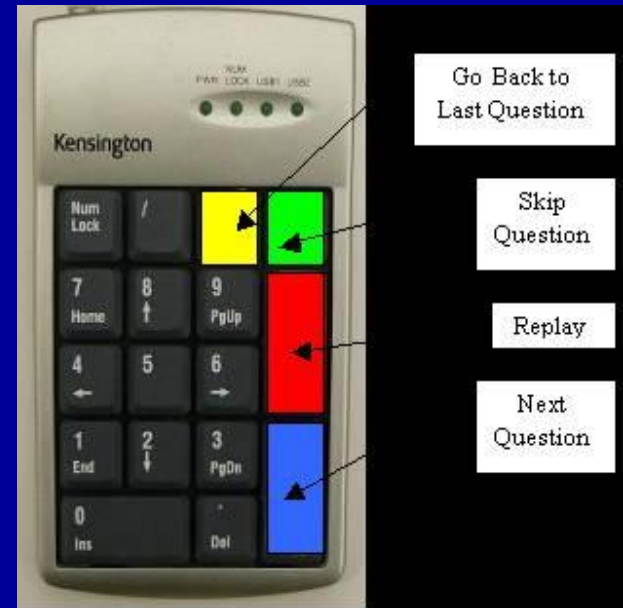 NUM
PWR LOCK USB1 USB2
Kensington
Num
Lock
/
7
Home
8
↑
9
PgUp
4
←
5
6
→
1
End
2
↓
3
PgDn
0
Ins
.
Del
Go Back to
Last Question
Skip
Question
Replay
Next
Question